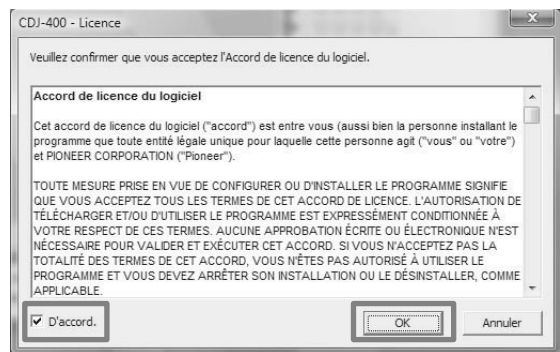 CDJ-400 - Licence
Veuillez confirmer que vous acceptez l'Accord de licence du logiciel.
Accord de licence du logiciel
Cet accord de licence du logiciel ("accord") est entre vous (aussi bien la personne installant le
programme que toute entité légale unique pour laquelle cette personne agit ("vous" ou "votre")
et PIONEER CORPORATION ("Pioneer").
TOUTE MESURE PRISE EN VUE DE CONFIGURER OU D'INSTALLER LE PROGRAMME SIGNIFIE
QUE VOUS ACCEPTEZ TOUS LES TERMES DE CET ACCORD DE LICENCE. L'AUTORISATION DE
TÉLÉCHARGER ET/OU D'UTILISER LE PROGRAMME EST EXPRESSÉMENT CONDITIONNÉE À
VOTRE RESPECT DE CES TERMES. AUCUNE APPROBATION ÉCRITE OU ÉLECTRONIQUE N'EST
NÉCESSAIRE POUR VALIDER ET EXÉCUTER CET ACCORD. SI VOUS N'ACCEPTEZ PAS LA
TOTALITÉ DES TERMES DE CET ACCORD, VOUS N'ÊTES PAS AUTORISÉ À UTILISER LE
PROGRAMME ET VOUS DEVEZ ARRÊTER SON INSTALLATION OU LE DÉSINSTALLER, COMME
APPLICABLE.
D'accord.
OK
Annuler